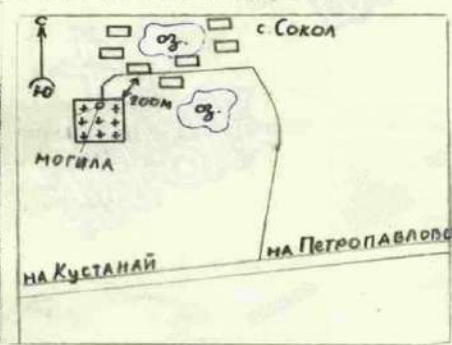 С
с. Сокол
оз.
Ю
200м
оз.
могила
на Кустанай
на Петропавловс